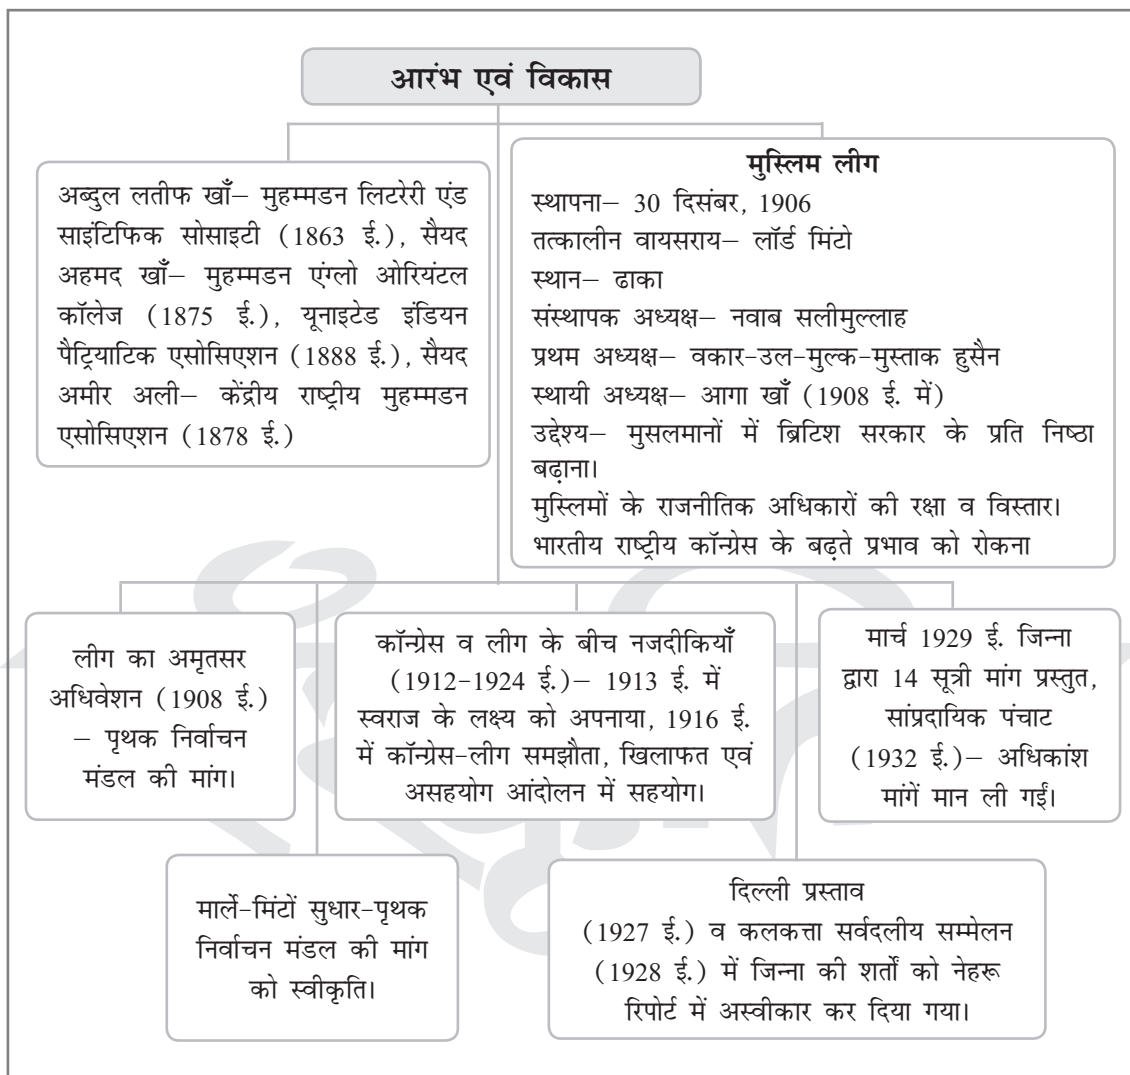 आरंभ एवं विकास
अब्दुल लतीफ खाँ– मुहम्मडन लिटरेरी एंड
साइंटिफिक सोसाइटी (1863 ई.), सैयद
अहमद खाँ– मुहम्मडन एंग्लो ओरियंटल
कॉलेज (1875 ई.), यूनाइटेड इंडियन
पैट्रियाटिक एसोसिएशन (1888 ई.), सैयद
अमीर अली– केंद्रीय राष्ट्रीय मुहम्मडन
एसोसिएशन (1878 ई.)
मुस्लिम लीग
स्थापना– 30 दिसंबर, 1906
तत्कालीन वायसराय– लॉर्ड मिंटो
स्थान– ढाका
संस्थापक अध्यक्ष– नवाब सलीमुल्लाह
प्रथम अध्यक्ष– वकार-उल-मुल्क-मुस्ताक हुसैन
स्थायी अध्यक्ष– आगा खाँ (1908 ई. में)
उद्देश्य– मुसलमानों में ब्रिटिश सरकार के प्रति निष्ठा
बढ़ाना।
मुस्लिमों के राजनीतिक अधिकारों की रक्षा व विस्तार।
भारतीय राष्ट्रीय कॉन्ग्रेस के बढ़ते प्रभाव को रोकना
लीग का अमृतसर
अधिवेशन (1908 ई.)
– पृथक निर्वाचन
मंडल की मांग।
कॉन्ग्रेस व लीग के बीच नजदीकियाँ
(1912-1924 ई.)– 1913 ई. में
स्वराज के लक्ष्य को अपनाया, 1916 ई.
में कॉन्ग्रेस-लीग समझौता, खिलाफत एवं
असहयोग आंदोलन में सहयोग।
मार्च 1929 ई. जिन्ना
द्वारा 14 सूत्री मांग प्रस्तुत,
सांप्रदायिक पंचाट
(1932 ई.)– अधिकांश
मांगें मान ली गईं।
मार्ले-मिंटों सुधार-पृथक
निर्वाचन मंडल की मांग
को स्वीकृति।
दिल्ली प्रस्ताव
(1927 ई.) व कलकत्ता सर्वदलीय सम्मेलन
(1928 ई.) में जिन्ना की शर्तों को नेहरू
रिपोर्ट में अस्वीकार कर दिया गया।